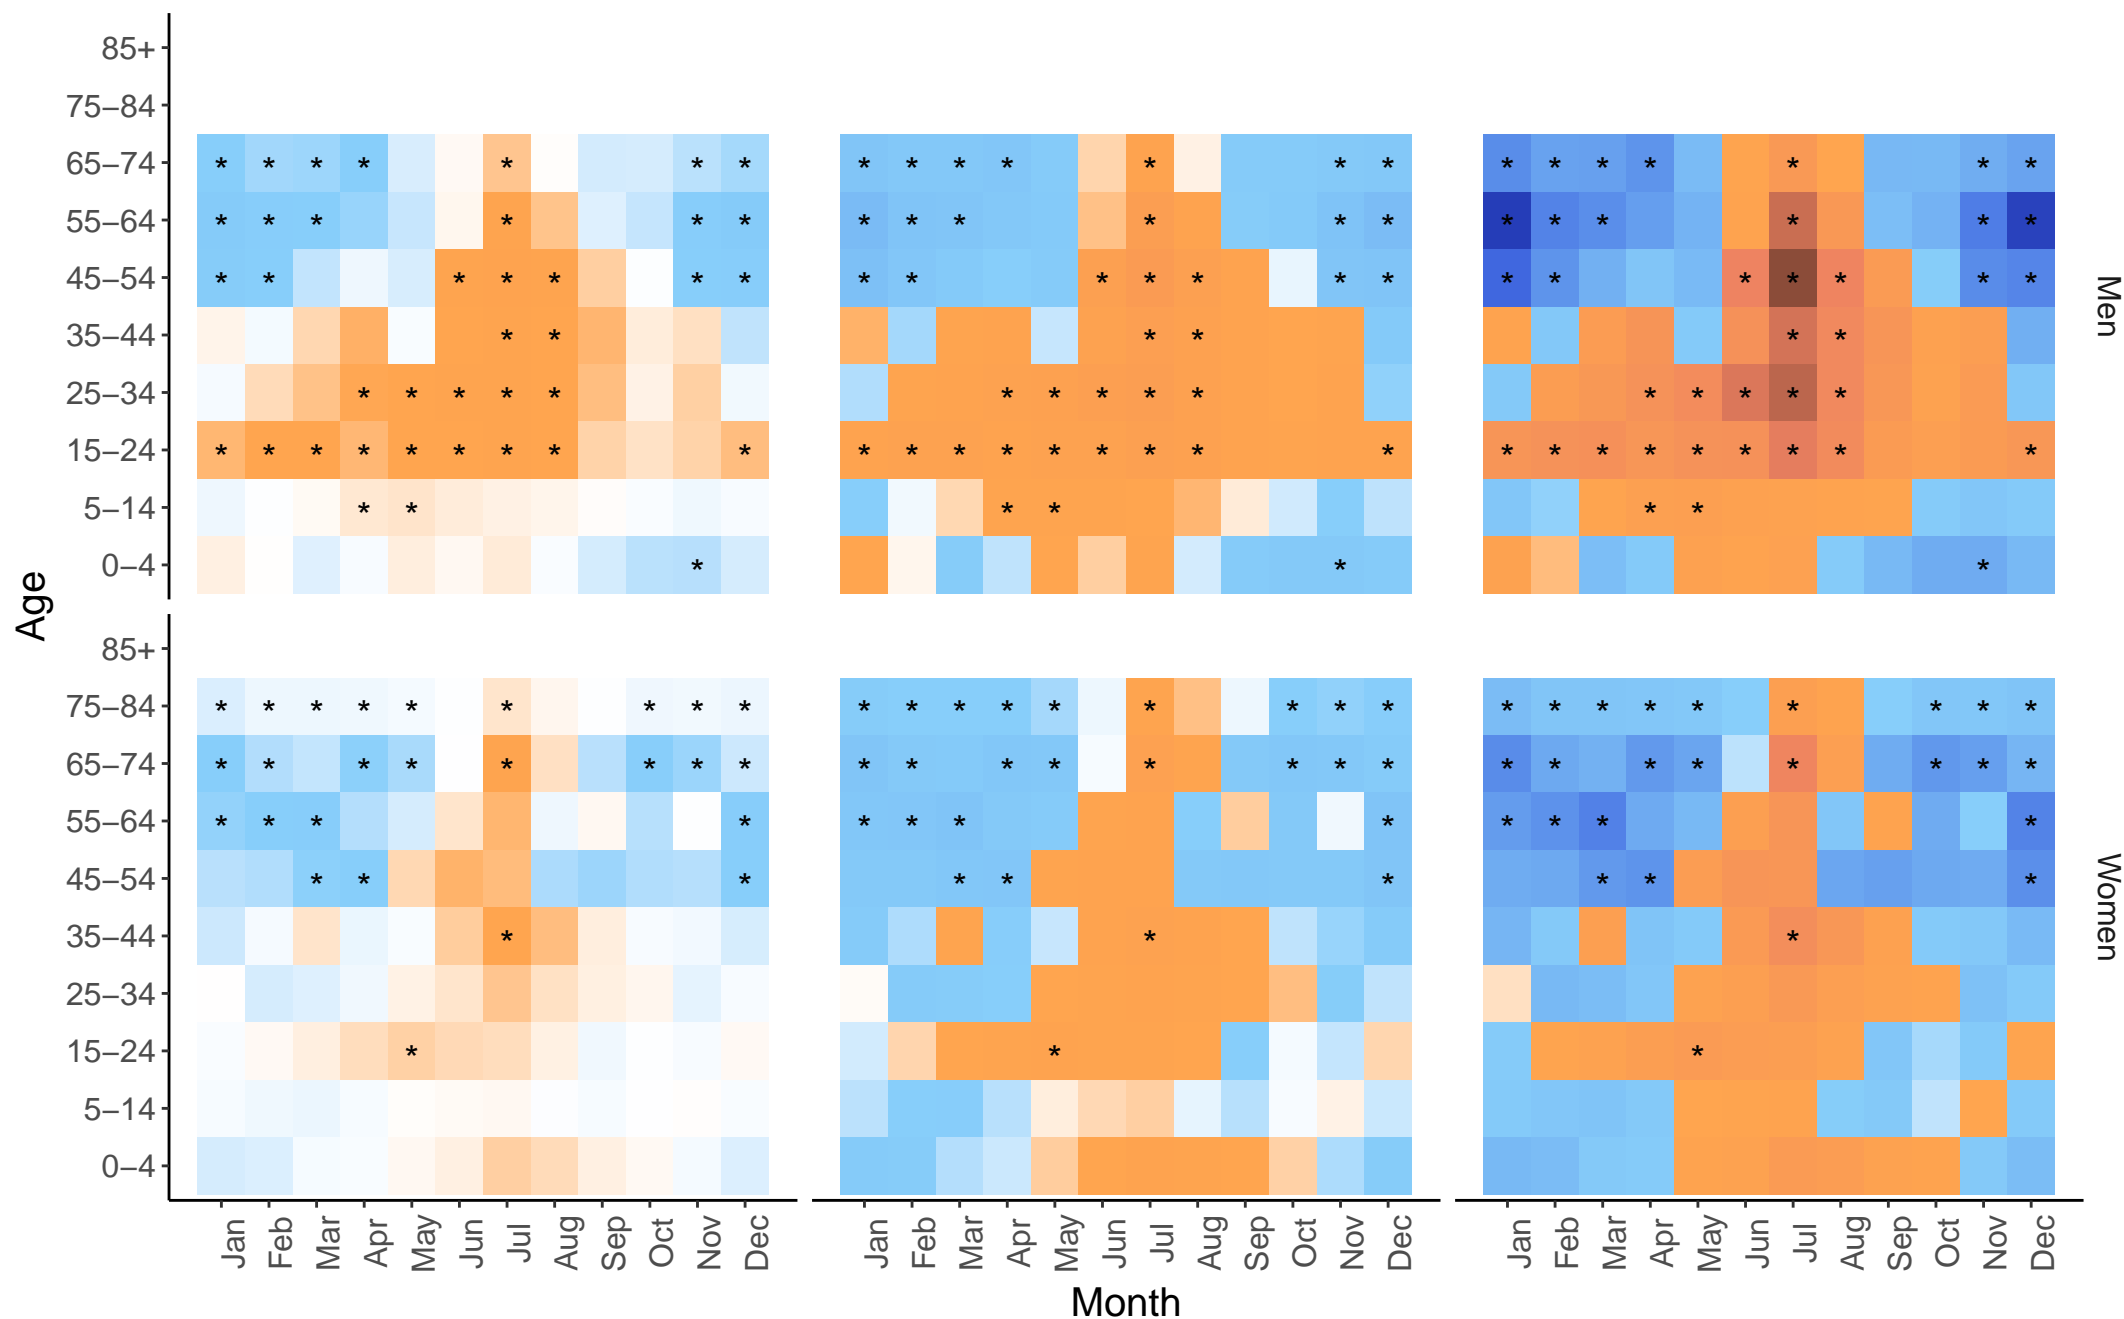 85+
75–84
65–74 * * * * * * * * * * * * * * * * * * * * *
55–64 * * * * * * * * * * * * * * * * * *
45–54 * * * * * * * * * * * * * * * * * * * * *
35–44 * * * * * *
25–34 * * * * * * * * * * * * * * *
15–24 * * * * * * * * * * * * * * * * * * * * * * * * * * *
5–14 * * * * * *
0–4 * * *
Men
85+
75–84 * * * * * * * * * * * * * * * * * * * * * * * * * * *
65–74 * * * * * * * * * * * * * * * * * * * * * * * *
55–64 * * * * * * * * * * * *
45–54 * * * * * * * * *
35–44 * * *
25–34
15–24 * * *
5–14
0–4
Women
Age
Jan Feb Mar Apr May Jun Jul Aug Sep Oct Nov Dec Jan Feb Mar Apr May Jun Jul Aug Sep Oct Nov Dec Jan Feb Mar Apr May Jun Jul Aug Sep Oct Nov Dec
Month